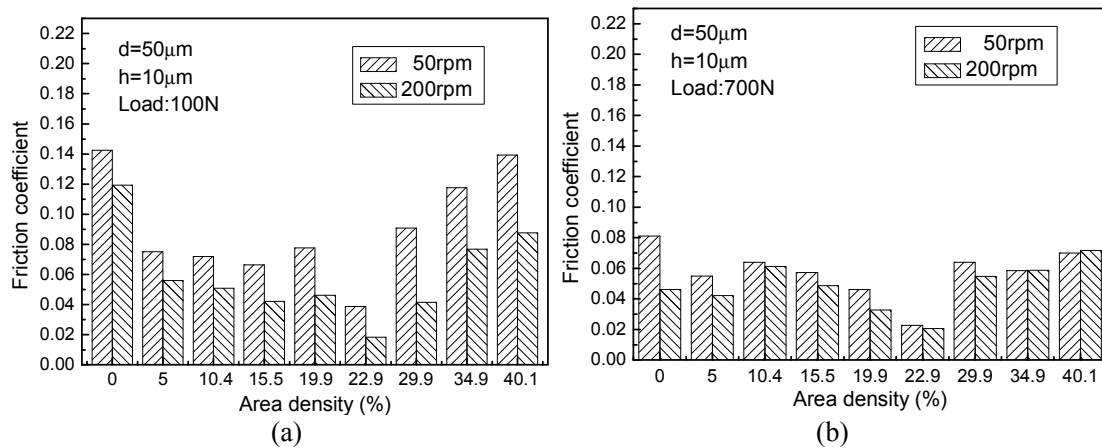 0.22
0.20
0.18
0.16
0.14
0.12
0.10
0.08
0.06
0.04
0.02
0.00
Friction coefficient
d=50μm
h=10μm
Load:100N
50rpm
200rpm
0 5 10.4 15.5 19.9 22.9 29.9 34.9 40.1
Area density (%)
(a)
0.22
0.20
0.18
0.16
0.14
0.12
0.10
0.08
0.06
0.04
0.02
0.00
Friction coefficient
d=50μm
h=10μm
Load:700N
50rpm
200rpm
0 5 10.4 15.5 19.9 22.9 29.9 34.9 40.1
Area density (%)
(b)